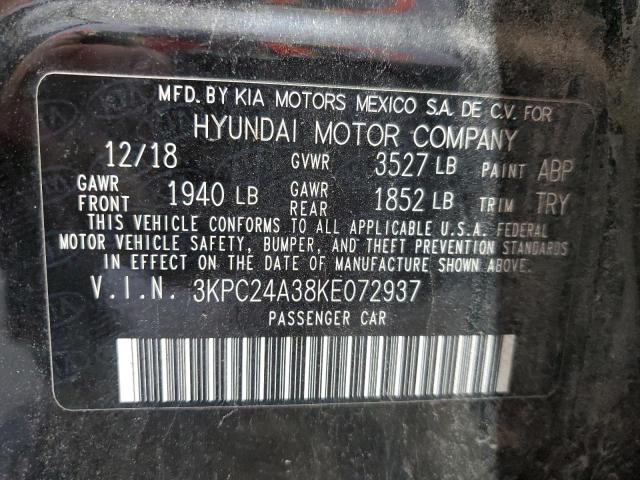 MFD. BY KIA MOTORS MEXICO S.A. DE C.V. FOR
HYUNDAI MOTOR COMPANY
12/18 GVWR 3527 LB PAINT ABP
GAWR FRONT 1940 LB GAWR REAR 1852 LB TRIM TRY
THIS VEHICLE CONFORMS TO ALL APPLICABLE U.S.A. FEDERAL
MOTOR VEHICLE SAFETY, BUMPER, AND THEFT PREVENTION STANDARDS
IN EFFECT ON THE DATE OF MANUFACTURE SHOWN ABOVE.
V.I.N. 3KPC24A38KE072937
PASSENGER CAR